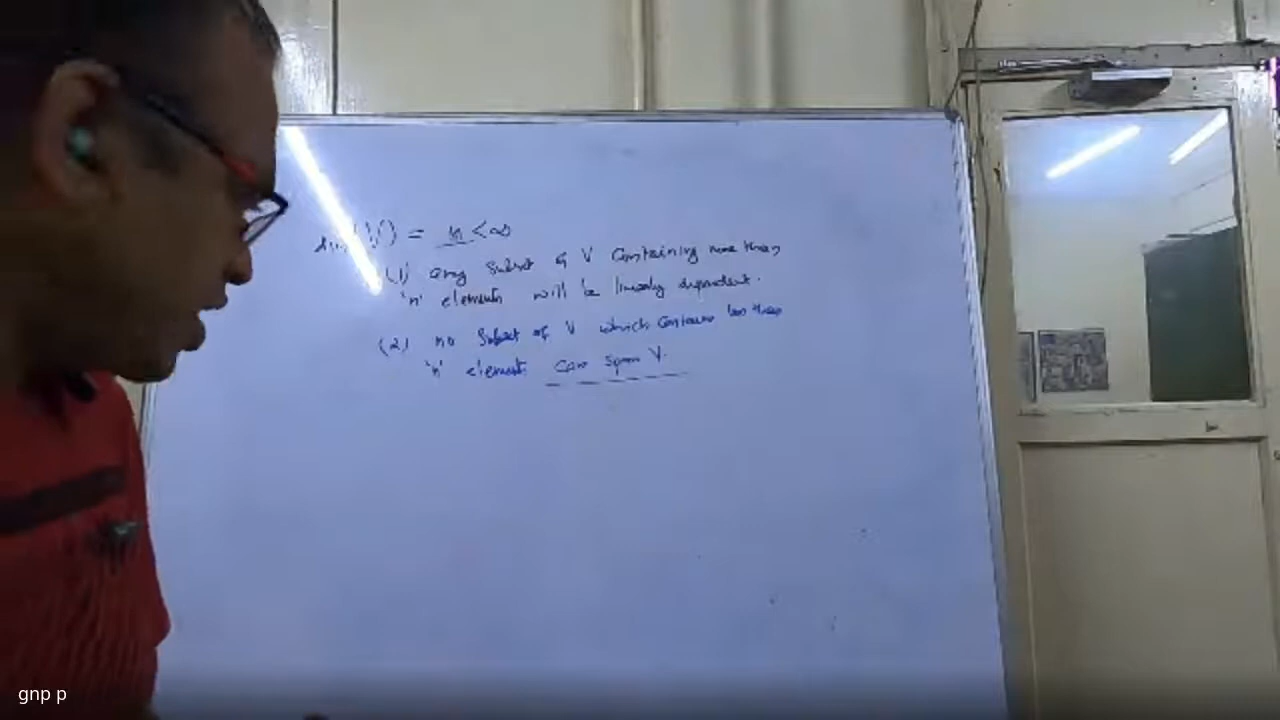 dim(V) = n < ∞
(1) any subset of V containing more than
'n' elements will be linearly dependent.
(2) no subset of V which contains less than
'n' elements can span V.
gnp p